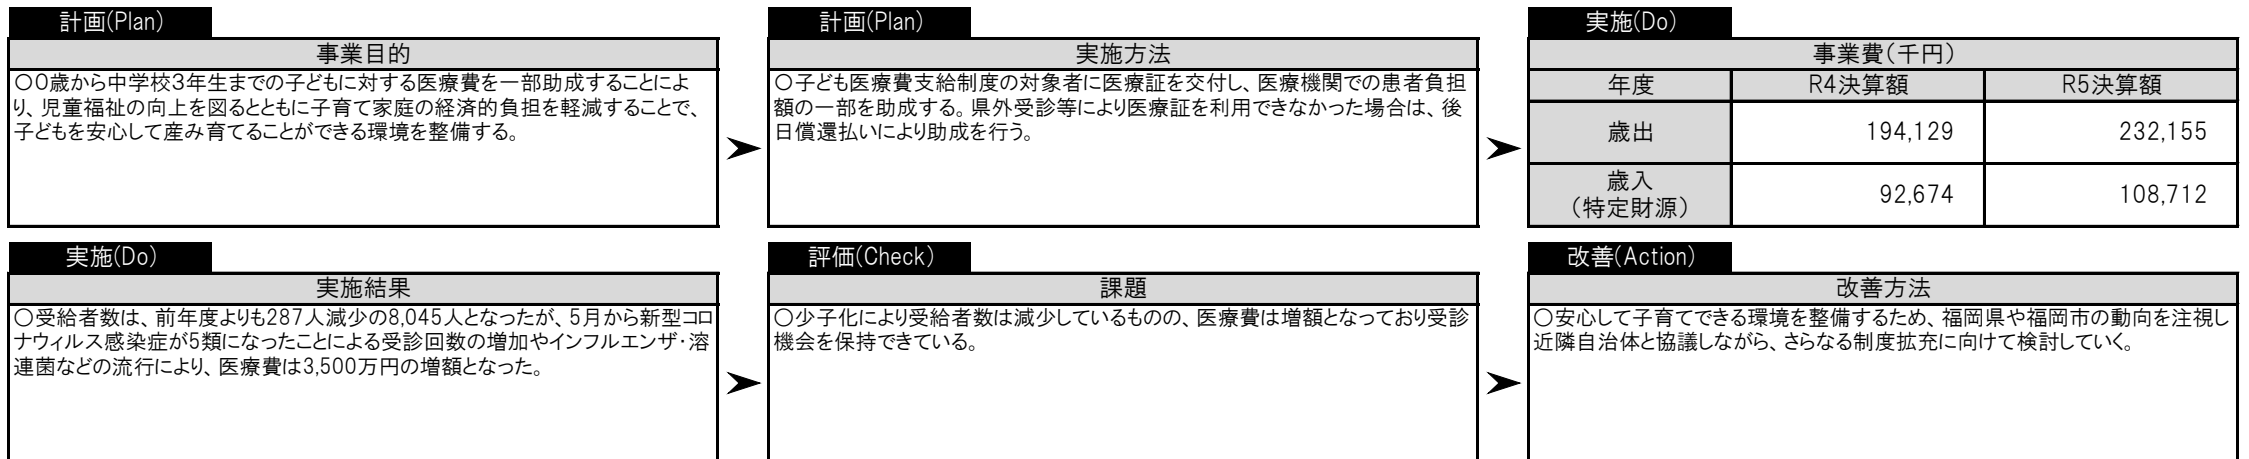 計画(Plan)
事業目的
〇0歳から中学校3年生までの子どもに対する医療費を一部助成することによ
り、児童福祉の向上を図るとともに子育て家庭の経済的負担を軽減することで、
子どもを安心して産み育てることができる環境を整備する。
計画(Plan)
実施方法
〇子ども医療費支給制度の対象者に医療証を交付し、医療機関での患者負担
額の一部を助成する。県外受診等により医療証を利用できなかった場合は、後
日償還払いにより助成を行う。
実施(Do)
事業費(千円)
年度 R4決算額 R5決算額
歳出 194,129 232,155
歳入
(特定財源) 92,674 108,712
実施(Do)
実施結果
〇受給者数は、前年度よりも287人減少の8,045人となったが、5月から新型コロ
ナウィルス感染症が5類になったことによる受診回数の増加やインフルエンザ・溶
連菌などの流行により、医療費は3,500万円の増額となった。
評価(Check)
課題
〇少子化により受給者数は減少しているものの、医療費は増額となっており受診
機会を保持できている。
改善(Action)
改善方法
〇安心して子育てできる環境を整備するため、福岡県や福岡市の動向を注視し
近隣自治体と協議しながら、さらなる制度拡充に向けて検討していく。